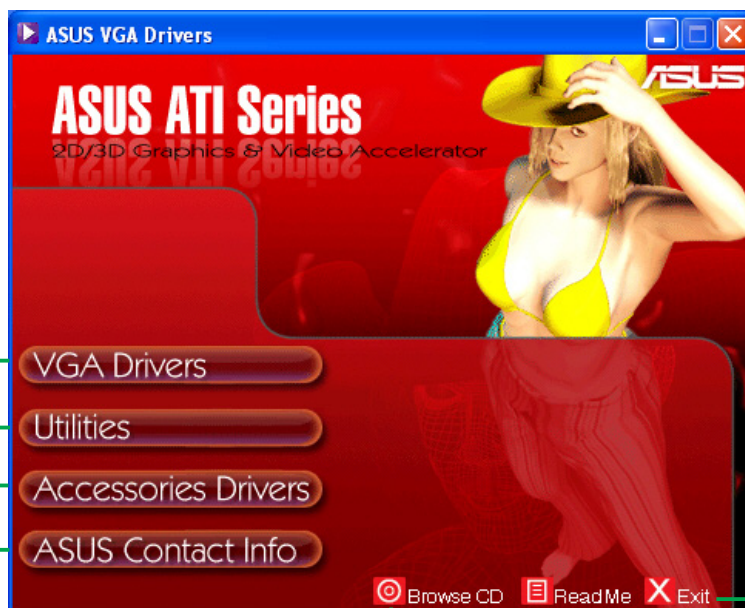 ASUS VGA Drivers
ASUS
ASUS ATI Series
2D/3D Graphics & Video Accelerator
VGA Drivers
Utilities
Accessories Drivers
ASUS Contact Info
Browse CD ReadMe Exit